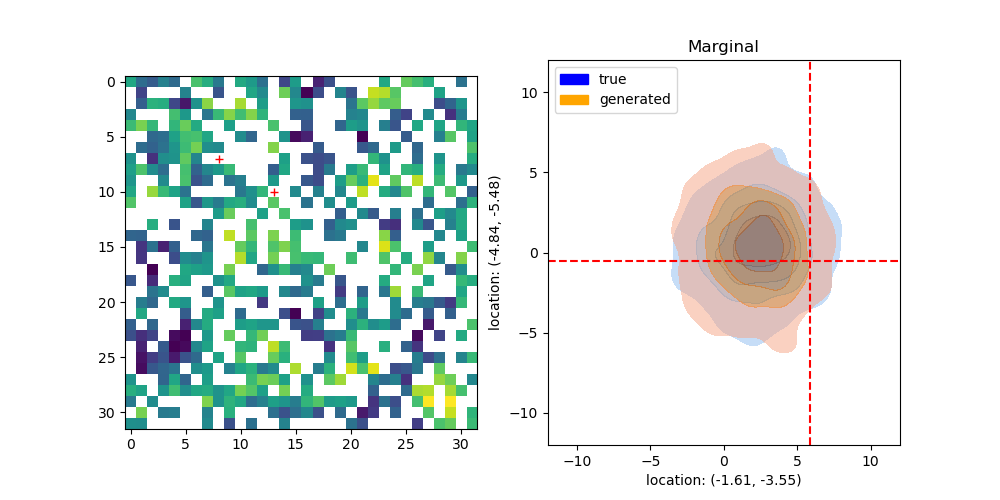 Marginal
true
generated
0
5
10
15
20
25
30
0 5 10 15 20 25 30
location: (-4.84, -5.48)
10
5
0
−5
−10
−10 −5 0 5 10
location: (-1.61, -3.55)